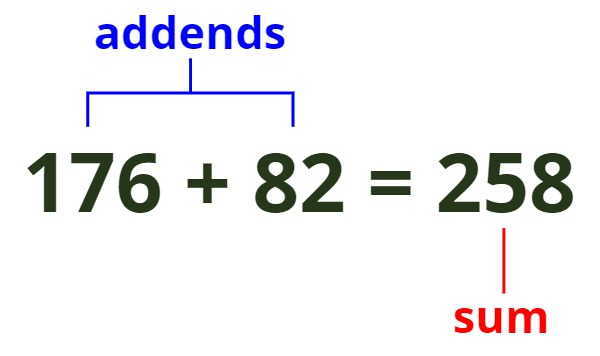 addends
176 + 82 = 258
sum